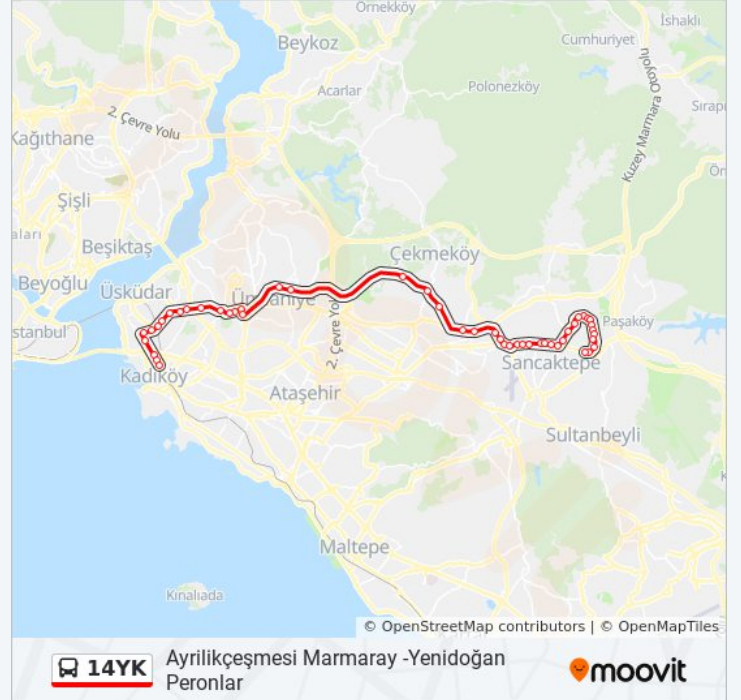 Örnekköy
İshaklı
Beykoz
Cumhuriyet
Acarlar
Polonezköy
2. Çevre Yolu
Kağıthane
Kuzey Marmara Otoyolu
Şişli
Beşiktaş
Çekmeköy
Beyoğlu
Üsküdar
Ümraniye
Paşaköy
stanbul
2. Çevre Yolu
Kadıköy
Sancaktepe
Ataşehir
Sultanbeyli
Maltepe
Kınalıada
© OpenStreetMap contributors | © OpenMapTiles
14YK
Ayrilikçeşmesi Marmaray -Yenidoğan
Peronlar
moovit